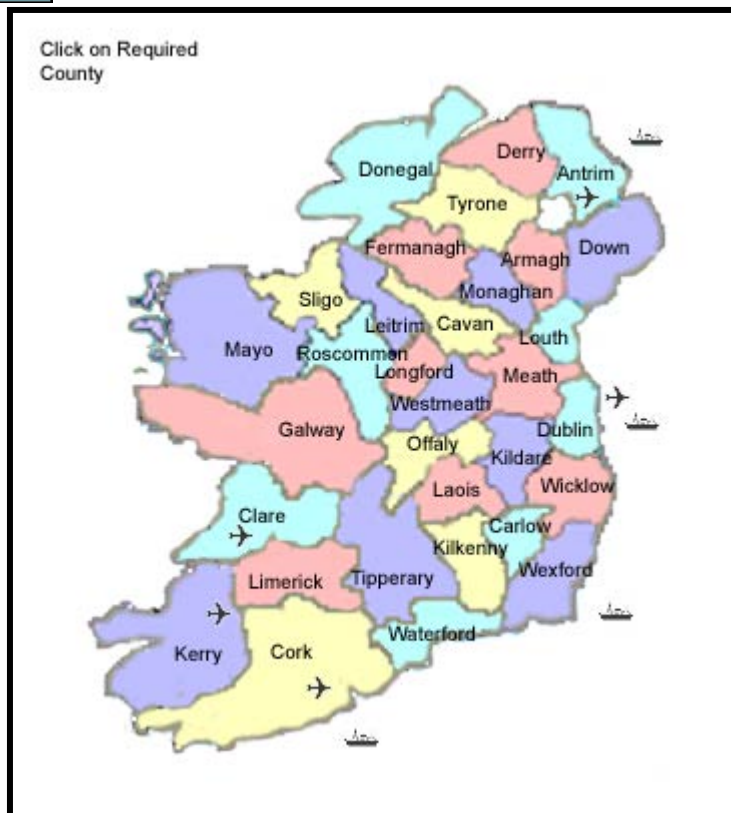 Click on Required
County
Donegal
Derry
Antrim
Tyrone
Fermanagh
Armagh
Down
Monaghan
Sligo
Leitrim
Cavan
Louth
Mayo
Roscommon
Longford
Meath
Westmeath
Galway
Offaly
Dublin
Kildare
Laois
Wicklow
Clare
Carlow
Kilkenny
Wexford
Limerick
Tipperary
Waterford
Kerry
Cork